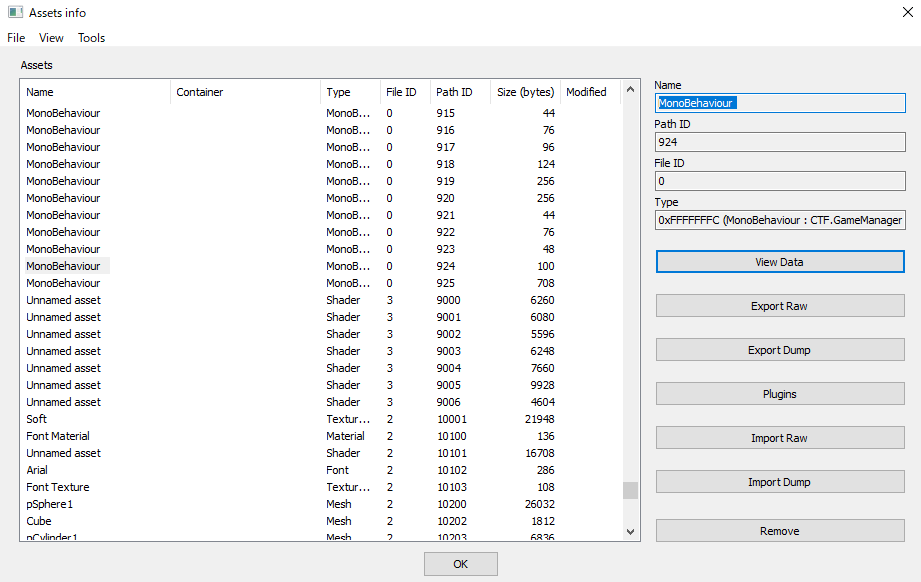 Assets info
File View Tools
Assets
Name Container Type File ID Path ID Size (bytes) Modified
MonoBehaviour MonoB... 0 915 44
MonoBehaviour MonoB... 0 916 76
MonoBehaviour MonoB... 0 917 96
MonoBehaviour MonoB... 0 918 124
MonoBehaviour MonoB... 0 919 256
MonoBehaviour MonoB... 0 920 256
MonoBehaviour MonoB... 0 921 44
MonoBehaviour MonoB... 0 922 76
MonoBehaviour MonoB... 0 923 48
MonoBehaviour MonoB... 0 924 100
MonoBehaviour MonoB... 0 925 708
Unnamed asset Shader 3 9000 6260
Unnamed asset Shader 3 9001 6080
Unnamed asset Shader 3 9002 5596
Unnamed asset Shader 3 9003 6248
Unnamed asset Shader 3 9004 7660
Unnamed asset Shader 3 9005 9928
Unnamed asset Shader 3 9006 4604
Soft Textur... 2 10001 21948
Font Material Material 2 10100 136
Unnamed asset Shader 2 10101 16708
Arial Font 2 10102 286
Font Texture Textur... 2 10103 108
pSphere1 Mesh 2 10200 26032
Cube Mesh 2 10202 1812
pCylinder1 Mesh 2 10203 6836
Name
MonoBehaviour
Path ID
924
File ID
0
Type
0xFFFFFFFC (MonoBehaviour : CTF.GameManager
View Data
Export Raw
Export Dump
Plugins
Import Raw
Import Dump
Remove
OK